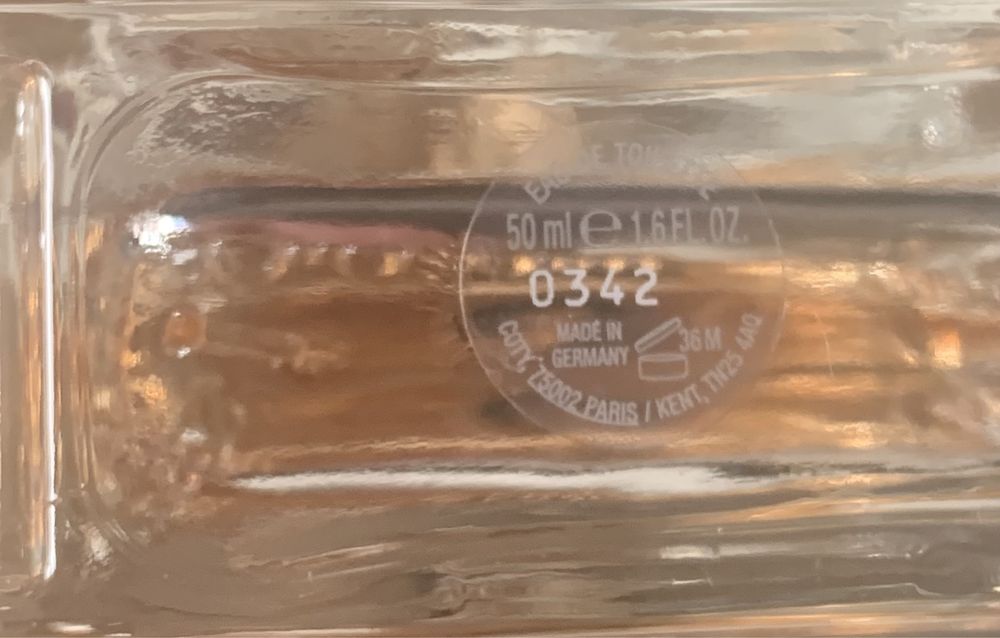 50 ml e 1.6 FL. OZ.
0342
MADE IN
GERMANY
36 M
COTY, 75002 PARIS / KENT, TN25 4AQ